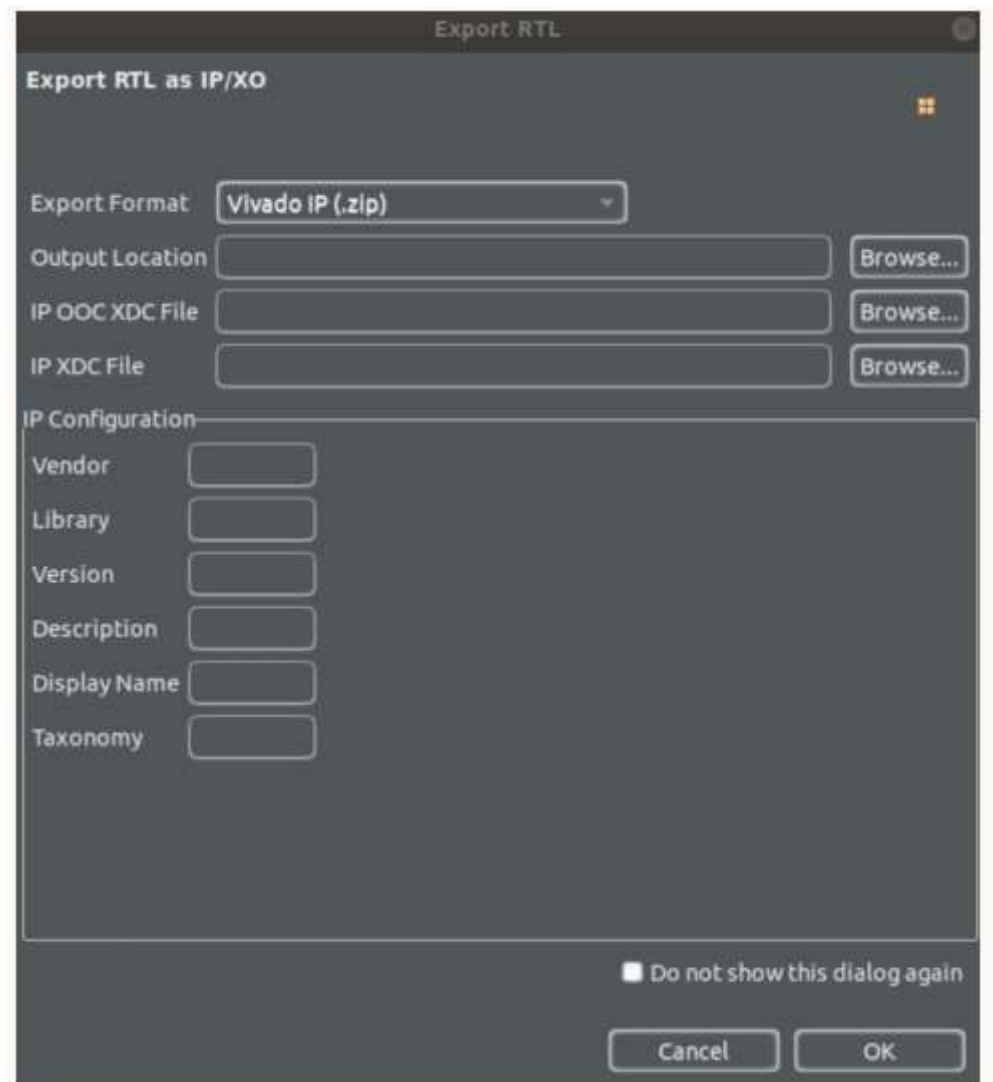 Export RTL
Export RTL as IP/XO
Export Format Vivado IP (.zip)
Output Location Browse...
IP OOC XDC File Browse...
IP XDC File Browse...
IP Configuration
Vendor
Library
Version
Description
Display Name
Taxonomy
Do not show this dialog again
Cancel OK